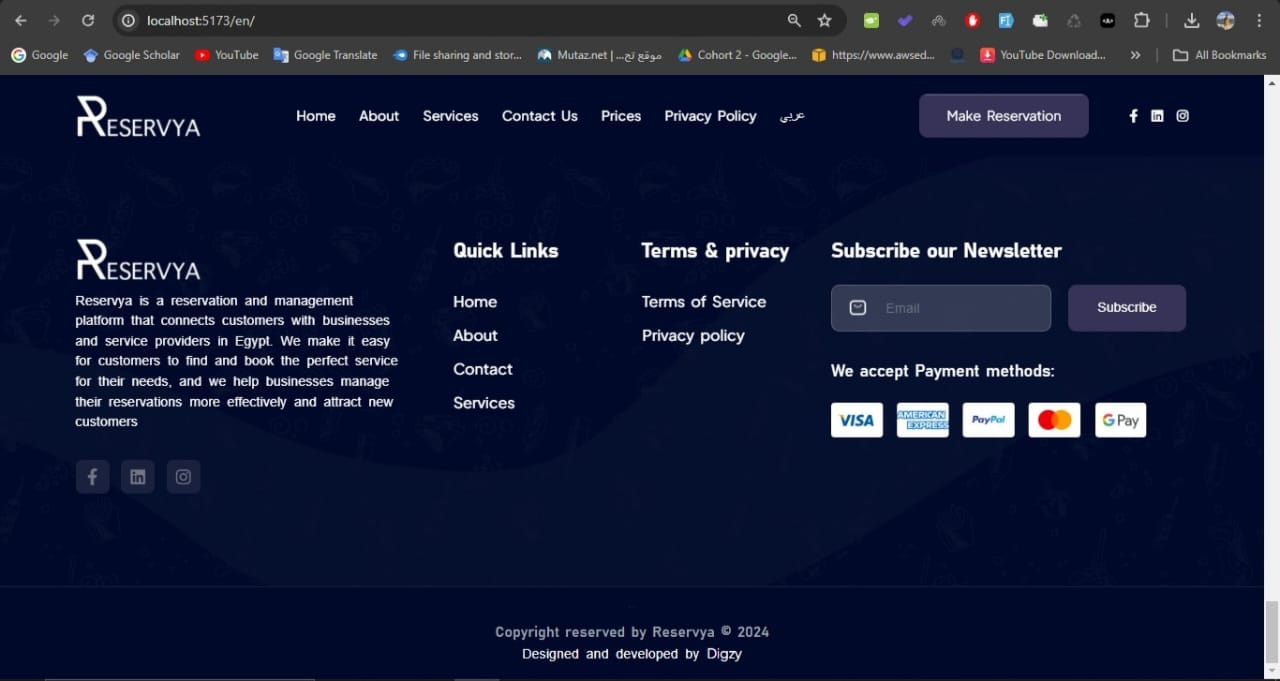 localhost:5173/en/
Google
Google Scholar
YouTube
Google Translate
File sharing and stor...
Mutaz.net | موقع تح...
Cohort 2 - Google...
https://www.awsed...
YouTube Download...
»
All Bookmarks
RESERVYA
Home
About
Services
Contact Us
Prices
Privacy Policy
عربي
Make Reservation
RESERVYA
Reservya is a reservation and management
platform that connects customers with businesses
and service providers in Egypt. We make it easy
for customers to find and book the perfect service
for their needs, and we help businesses manage
their reservations more effectively and attract new
customers
Quick Links
Home
About
Contact
Services
Terms & privacy
Terms of Service
Privacy policy
Subscribe our Newsletter
Email
Subscribe
We accept Payment methods:
VISA
AMERICAN
EXPRESS
PayPal
G Pay
Copyright reserved by Reservya © 2024
Designed and developed by Digzy